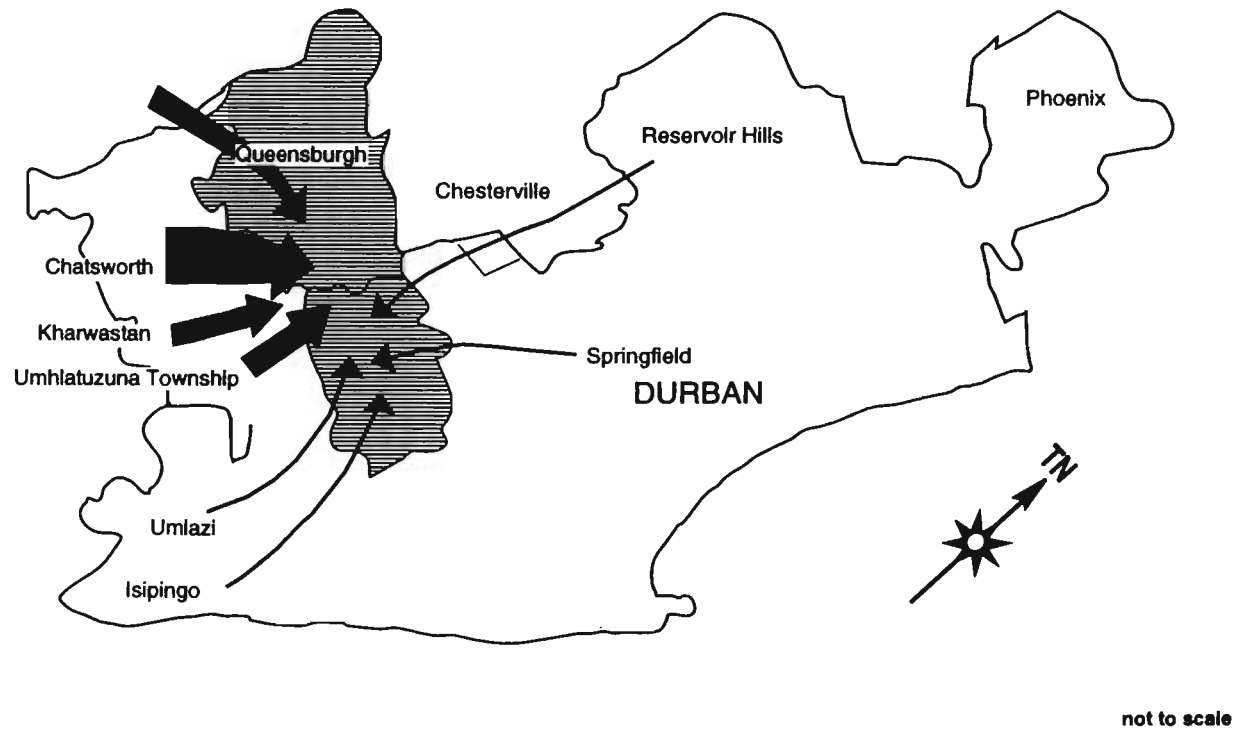 Phoenix
Reservoir Hills
Queensburgh
Chesterville
Chatsworth
Kharwastan
Springfield
Umhlatuzuna Township
DURBAN
TN
Umlazi
Isipingo
not to scale